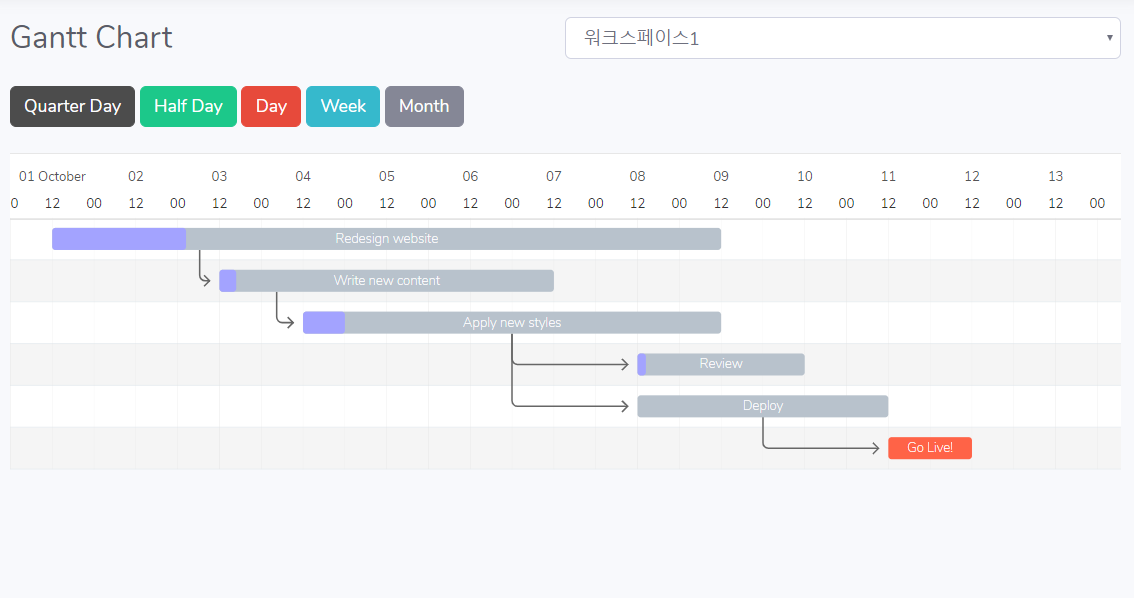 Gantt Chart
워크스페이스1
Quarter Day Half Day Day Week Month
01 October 02 03 04 05 06 07 08 09 10 11 12 13
0 12 00 12 00 12 00 12 00 12 00 12 00 12 00 12 00 12 00 12 00 12 00 12 00 12 00
Redesign website
Write new content
Apply new styles
Review
Deploy
Go Live!